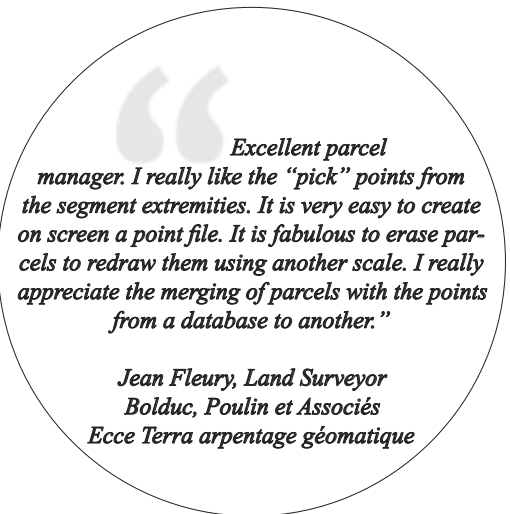 “ Excellent parcel
manager. I really like the “pick” points from
the segment extremities. It is very easy to create
on screen a point file. It is fabulous to erase par-
cels to redraw them using another scale. I really
appreciate the merging of parcels with the points
from a database to another.”
Jean Fleury, Land Surveyor
Bolduc, Poulin et Associés
Ecce Terra arpentage géomatique